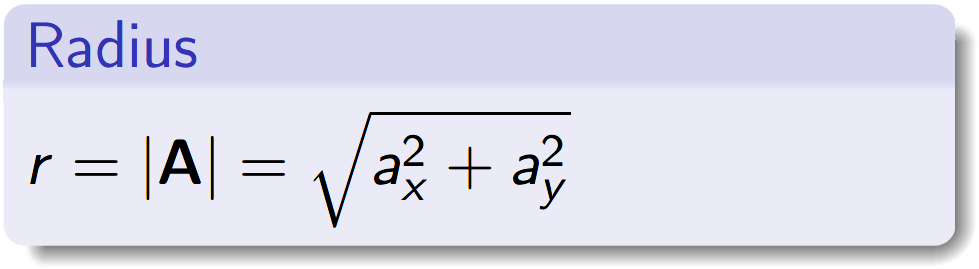 Radius
r = |A| = √(a_x^2 + a_y^2)